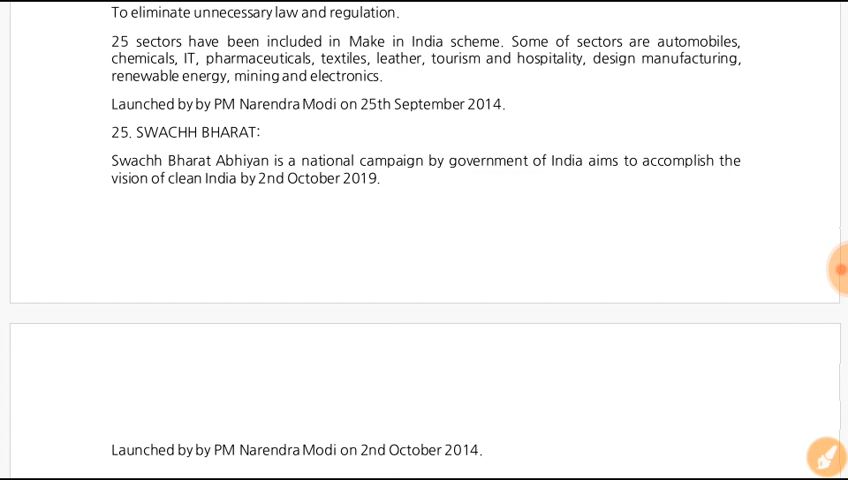 To eliminate unnecessary law and regulation.
25 sectors have been included in Make in India scheme. Some of sectors are automobiles,
chemicals, IT, pharmaceuticals, textiles, leather, tourism and hospitality, design manufacturing,
renewable energy, mining and electronics.
Launched by by PM Narendra Modi on 25th September 2014.
25. SWACHH BHARAT:
Swachh Bharat Abhiyan is a national campaign by government of India aims to accomplish the
vision of clean India by 2nd October 2019.
Launched by by PM Narendra Modi on 2nd October 2014.